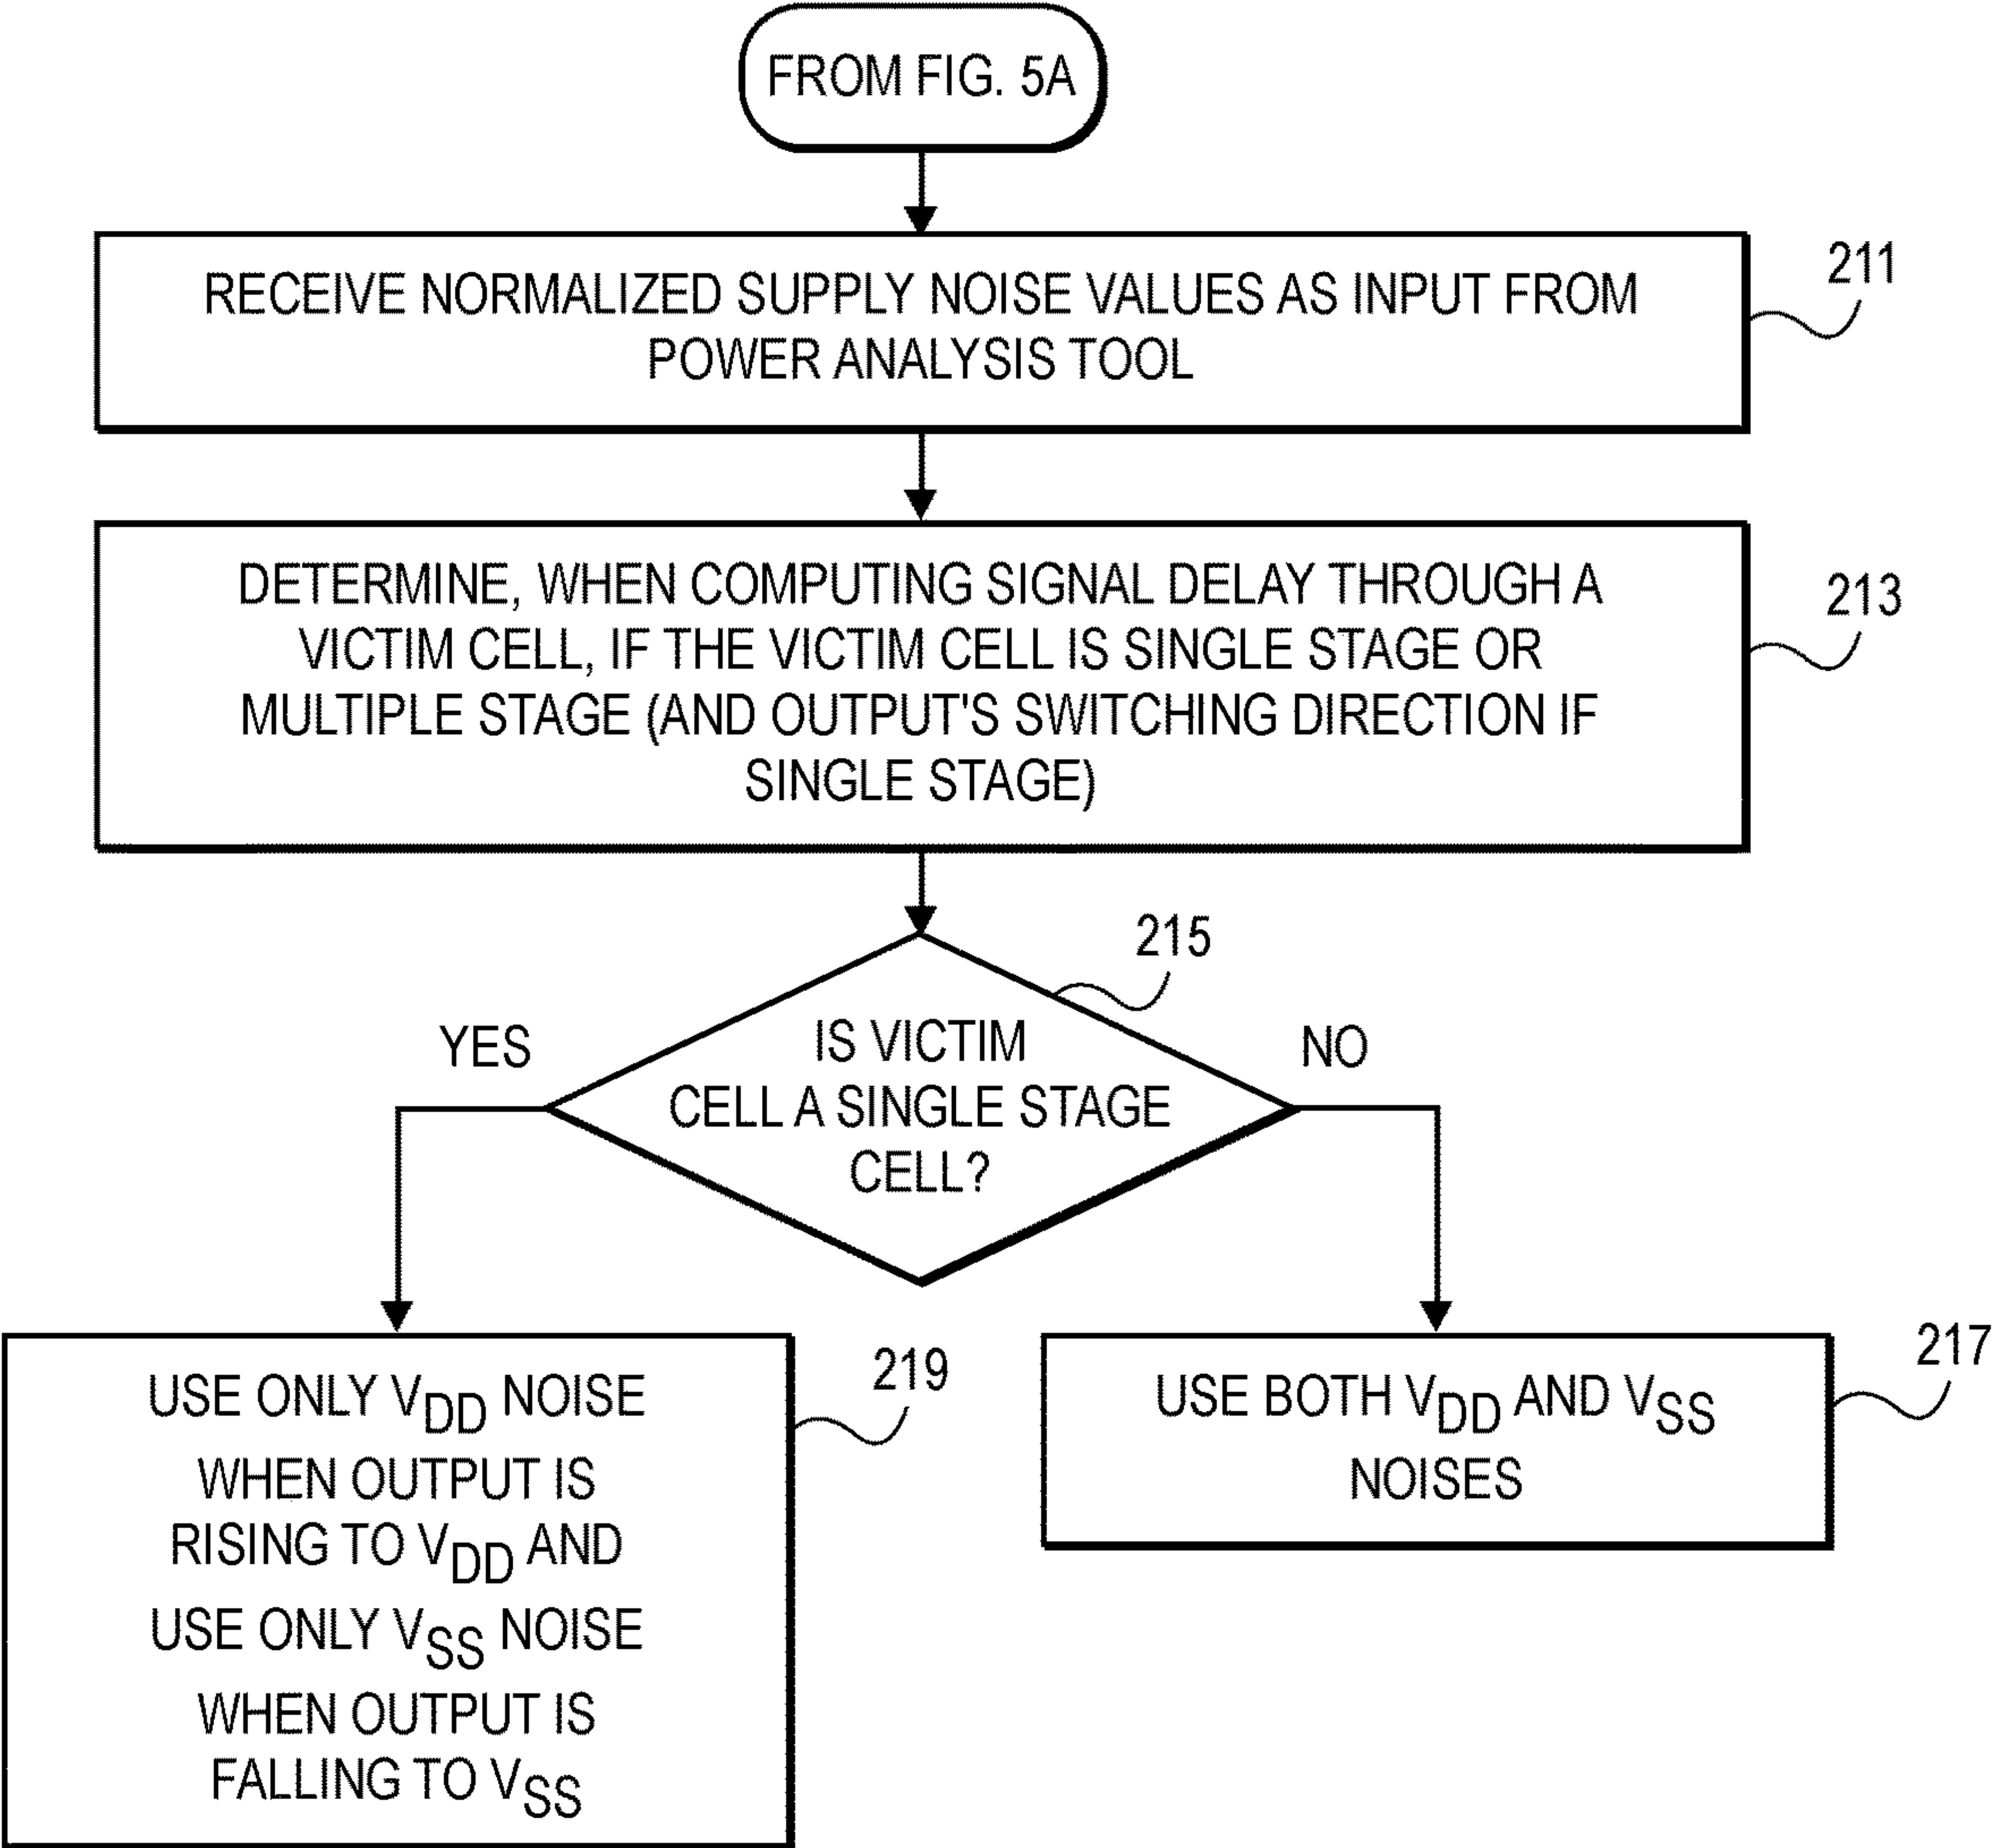 FROM FIG. 5A
RECEIVE NORMALIZED SUPPLY NOISE VALUES AS INPUT FROM
POWER ANALYSIS TOOL
211
DETERMINE, WHEN COMPUTING SIGNAL DELAY THROUGH A
VICTIM CELL, IF THE VICTIM CELL IS SINGLE STAGE OR
MULTIPLE STAGE (AND OUTPUT'S SWITCHING DIRECTION IF
SINGLE STAGE)
213
215
IS VICTIM
CELL A SINGLE STAGE
CELL?
YES
NO
USE ONLY VDD NOISE
WHEN OUTPUT IS
RISING TO VDD AND
USE ONLY VSS NOISE
WHEN OUTPUT IS
FALLING TO VSS
219
USE BOTH VDD AND VSS
NOISES
217